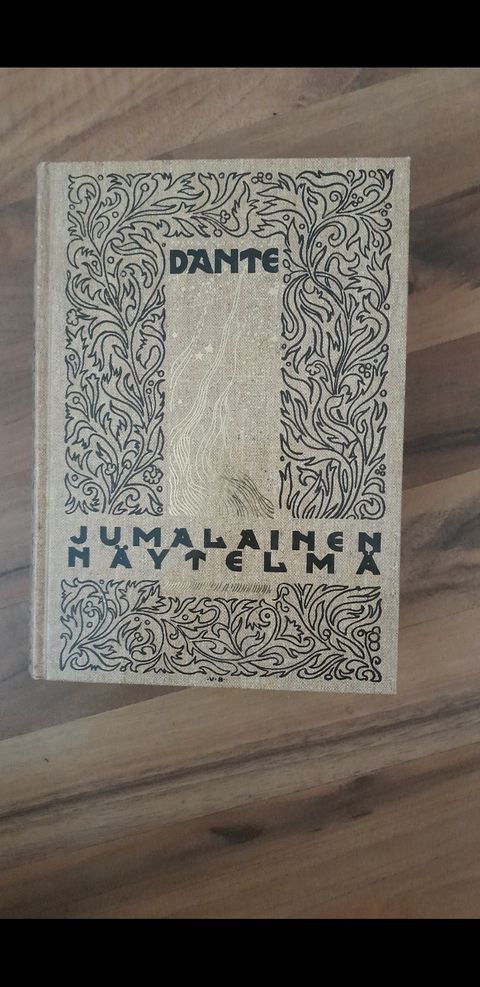 DANTE
JUMALAINEN
NÄYTELMÄ
·V·B·